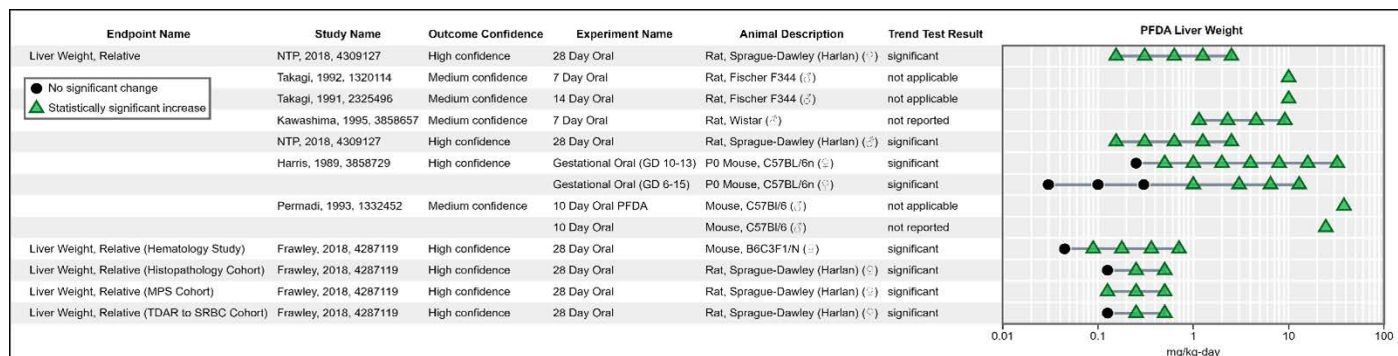 PFDA Liver Weight
Endpoint Name Study Name Outcome Confidence Experiment Name Animal Description Trend Test Result
Liver Weight, Relative NTP, 2018, 4309127 High confidence 28 Day Oral Rat, Sprague-Dawley (Harlan) (♀) significant
Takagi, 1992, 1320114 Medium confidence 7 Day Oral Rat, Fischer F344 (♂) not applicable
Takagi, 1991, 2325496 Medium confidence 14 Day Oral Rat, Fischer F344 (♂) not applicable
Kawashima, 1995, 3858657 Medium confidence 7 Day Oral Rat, Wistar (♂) not reported
NTP, 2018, 4309127 High confidence 28 Day Oral Rat, Sprague-Dawley (Harlan) (♂) significant
Harris, 1989, 3858729 High confidence Gestational Oral (GD 10-13) P0 Mouse, C57BL/6n (♀) significant
Gestational Oral (GD 6-15) P0 Mouse, C57BL/6n (♀) significant
Permadi, 1993, 1332452 Medium confidence 10 Day Oral PFDA Mouse, C57Bl/6 (♂) not applicable
10 Day Oral Mouse, C57Bl/6 (♂) not reported
Liver Weight, Relative (Hematology Study) Frawley, 2018, 4287119 High confidence 28 Day Oral Mouse, B6C3F1/N (♀) significant
Liver Weight, Relative (Histopathology Cohort) Frawley, 2018, 4287119 High confidence 28 Day Oral Rat, Sprague-Dawley (Harlan) (♀) significant
Liver Weight, Relative (MPS Cohort) Frawley, 2018, 4287119 High confidence 28 Day Oral Rat, Sprague-Dawley (Harlan) (♀) significant
Liver Weight, Relative (TDAR to SRBC Cohort) Frawley, 2018, 4287119 High confidence 28 Day Oral Rat, Sprague-Dawley (Harlan) (♀) significant
No significant change
Statistically significant increase
0.01 0.1 1 10 100
mg/kg-day